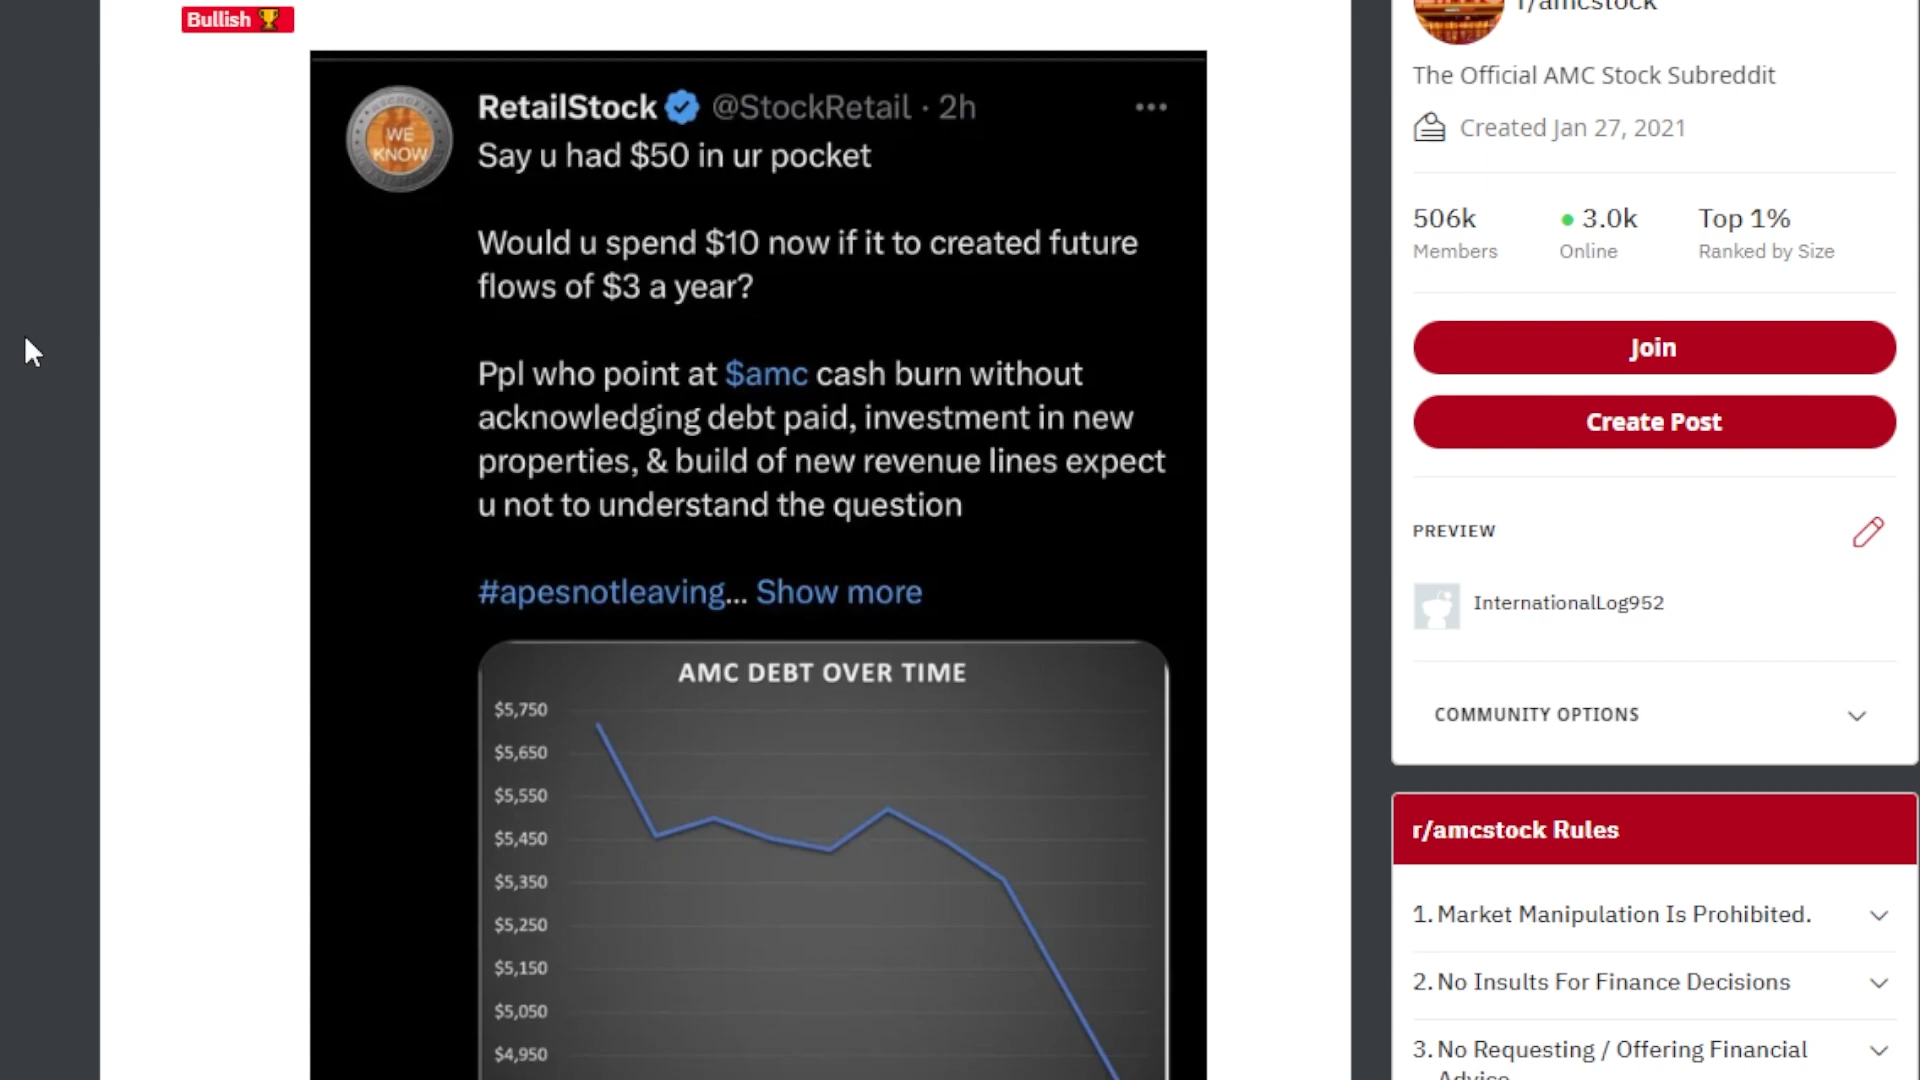 Bullish
RetailStock @StockRetail · 2h
WE
KNOW
Say u had $50 in ur pocket
Would u spend $10 now if it to created future
flows of $3 a year?
Ppl who point at $amc cash burn without
acknowledging debt paid, investment in new
properties, & build of new revenue lines expect
u not to understand the question
#apesnotleaving... Show more
AMC DEBT OVER TIME
$5,750
$5,650
$5,550
$5,450
$5,350
$5,250
$5,150
$5,050
$4,950
r/amcstock
The Official AMC Stock Subreddit
Created Jan 27, 2021
506k 3.0k Top 1%
Members Online Ranked by Size
Join
Create Post
PREVIEW
InternationalLog952
COMMUNITY OPTIONS
r/amcstock Rules
1. Market Manipulation Is Prohibited.
2. No Insults For Finance Decisions
3. No Requesting / Offering Financial
Advice